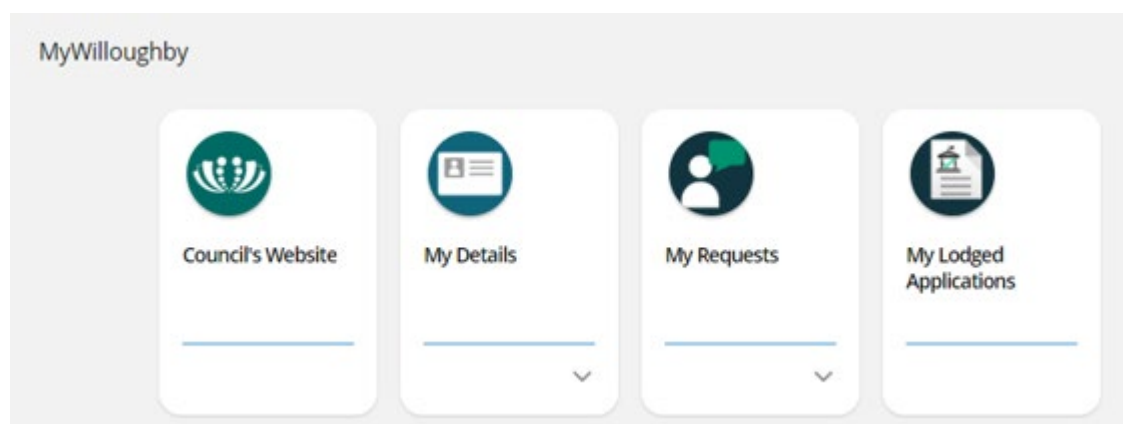 MyWilloughby
Council's Website
My Details
My Requests
My Lodged
Applications